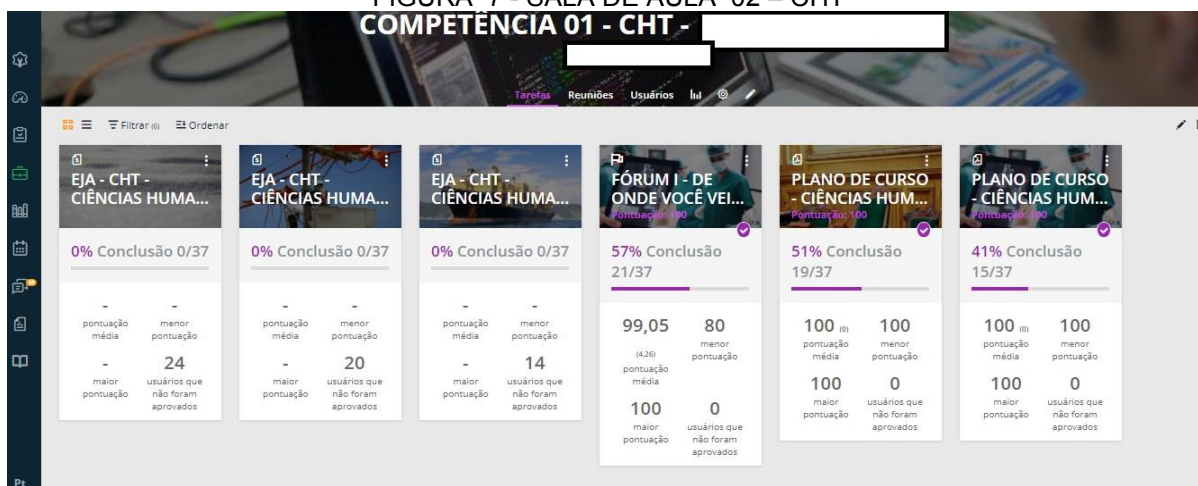 FIGURA 7 - SALA DE AULA 02 – CHT
COMPETÊNCIA 01 - CHT -
Tarefas Reuniões Usuários
Filtrar (6) Ordenar
EJA - CHT -
CIÊNCIAS HUMA...
0% Conclusão 0/37
- -
pontuação média menor pontuação
- 24
maior pontuação usuários que não foram aprovados
EJA - CHT -
CIÊNCIAS HUMA...
0% Conclusão 0/37
- -
pontuação média menor pontuação
- 20
maior pontuação usuários que não foram aprovados
EJA - CHT -
CIÊNCIAS HUMA...
0% Conclusão 0/37
- -
pontuação média menor pontuação
- 14
maior pontuação usuários que não foram aprovados
FÓRUM I - DE
ONDE VOCÊ VEI...
Pontuação: 100
57% Conclusão
21/37
99,05 80
(4,26)
pontuação média menor pontuação
100 0
maior pontuação usuários que não foram aprovados
PLANO DE CURSO
- CIÊNCIAS HUM...
Pontuação: 100
51% Conclusão
19/37
100 (0) 100
pontuação média menor pontuação
100 0
maior pontuação usuários que não foram aprovados
PLANO DE CURSO
- CIÊNCIAS HUM...
Pontuação: 100
41% Conclusão
15/37
100 (0) 100
pontuação média menor pontuação
100 0
maior pontuação usuários que não foram aprovados
Pt